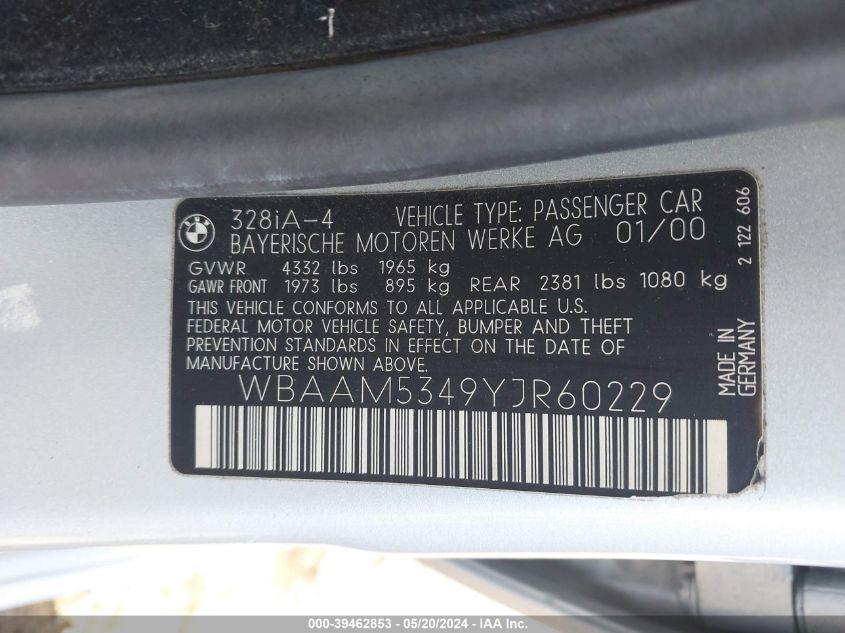 BMW
328iA-4 VEHICLE TYPE: PASSENGER CAR
BAYERISCHE MOTOREN WERKE AG 01/00
GVWR 4332 lbs 1965 kg
GAWR FRONT 1973 lbs 895 kg REAR 2381 lbs 1080 kg
THIS VEHICLE CONFORMS TO ALL APPLICABLE U.S.
FEDERAL MOTOR VEHICLE SAFETY, BUMPER AND THEFT
PREVENTION STANDARDS IN EFFECT ON THE DATE OF
MANUFACTURE SHOWN ABOVE.
WBAAM5349YJR60229
2 122 606
MADE IN
GERMANY
000-39462853 - 05/20/2024 - IAA Inc.